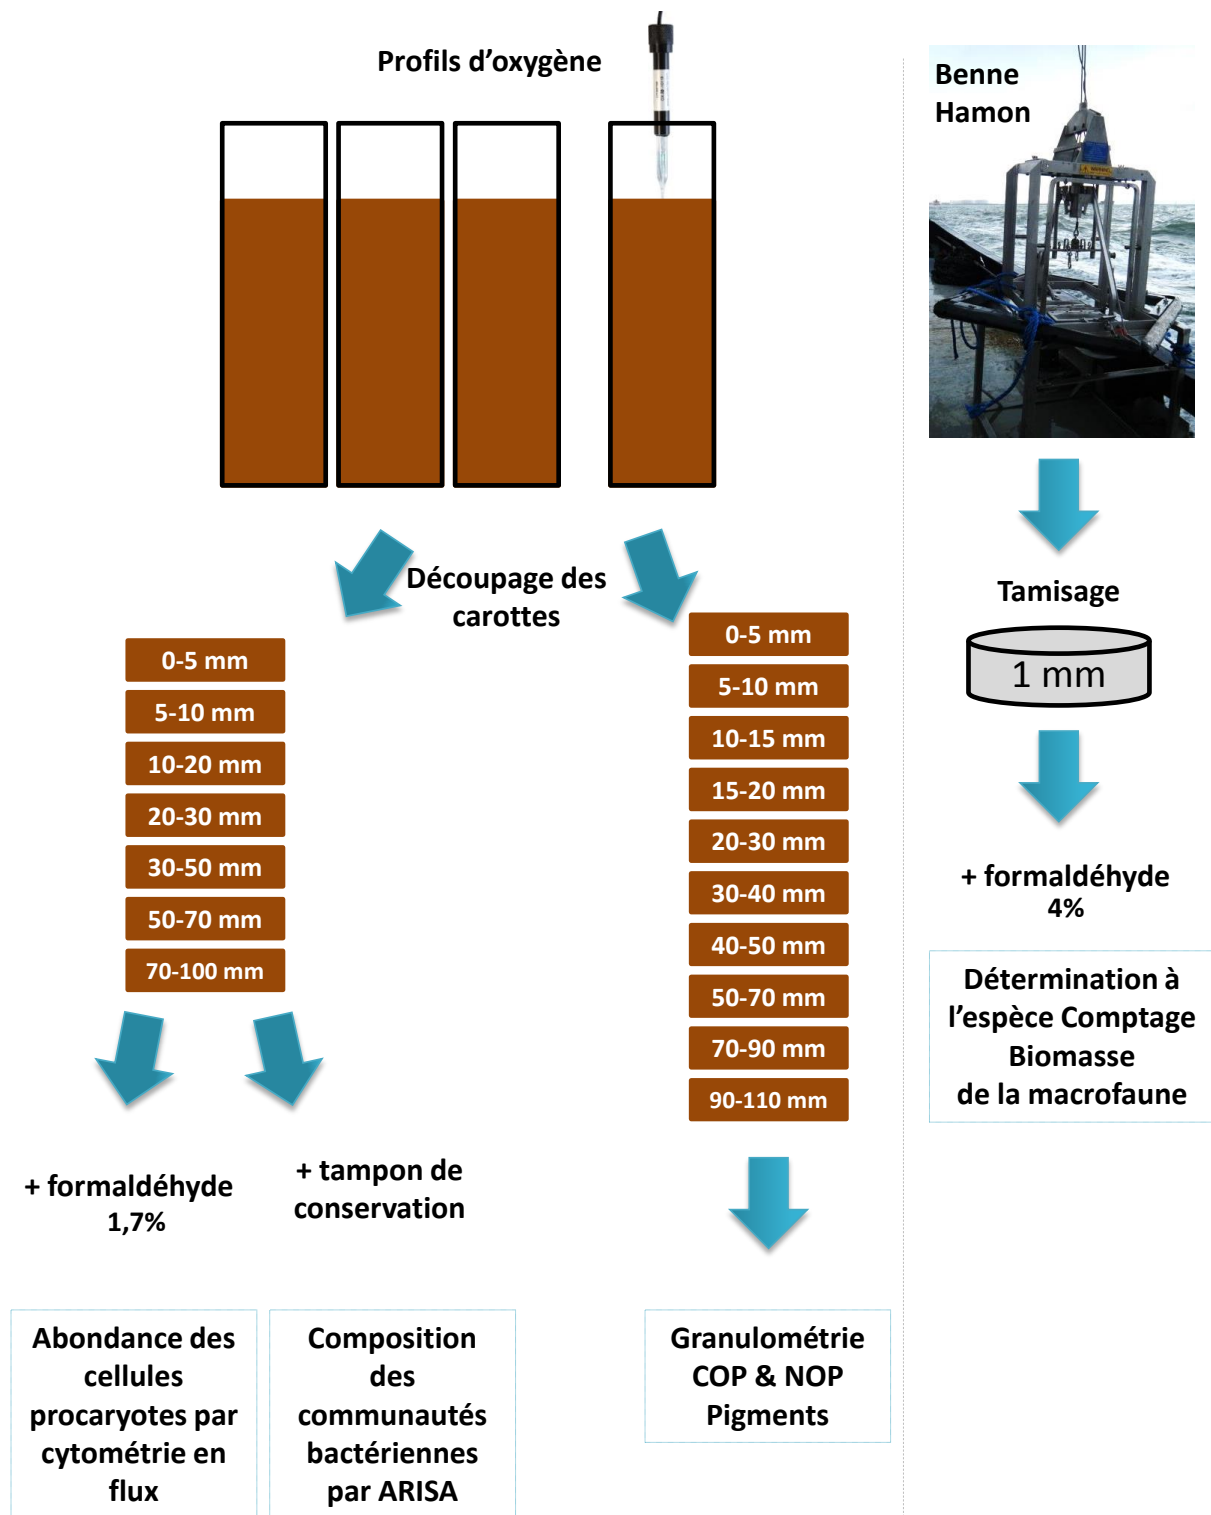 Profils d'oxygène
Découpage des
carottes
0-5 mm
5-10 mm
10-20 mm
20-30 mm
30-50 mm
50-70 mm
70-100 mm
+ formaldéhyde
1,7%
+ tampon de
conservation
Abondance des
cellules
procaryotes par
cytométrie en
flux
Composition
des
communautés
bactériennes
par ARISA
0-5 mm
5-10 mm
10-15 mm
15-20 mm
20-30 mm
30-40 mm
40-50 mm
50-70 mm
70-90 mm
90-110 mm
Granulométrie
COP & NOP
Pigments
Benne
Hamon
Tamisage
1 mm
+ formaldéhyde
4%
Détermination à
l'espèce Comptage
Biomasse
de la macrofaune